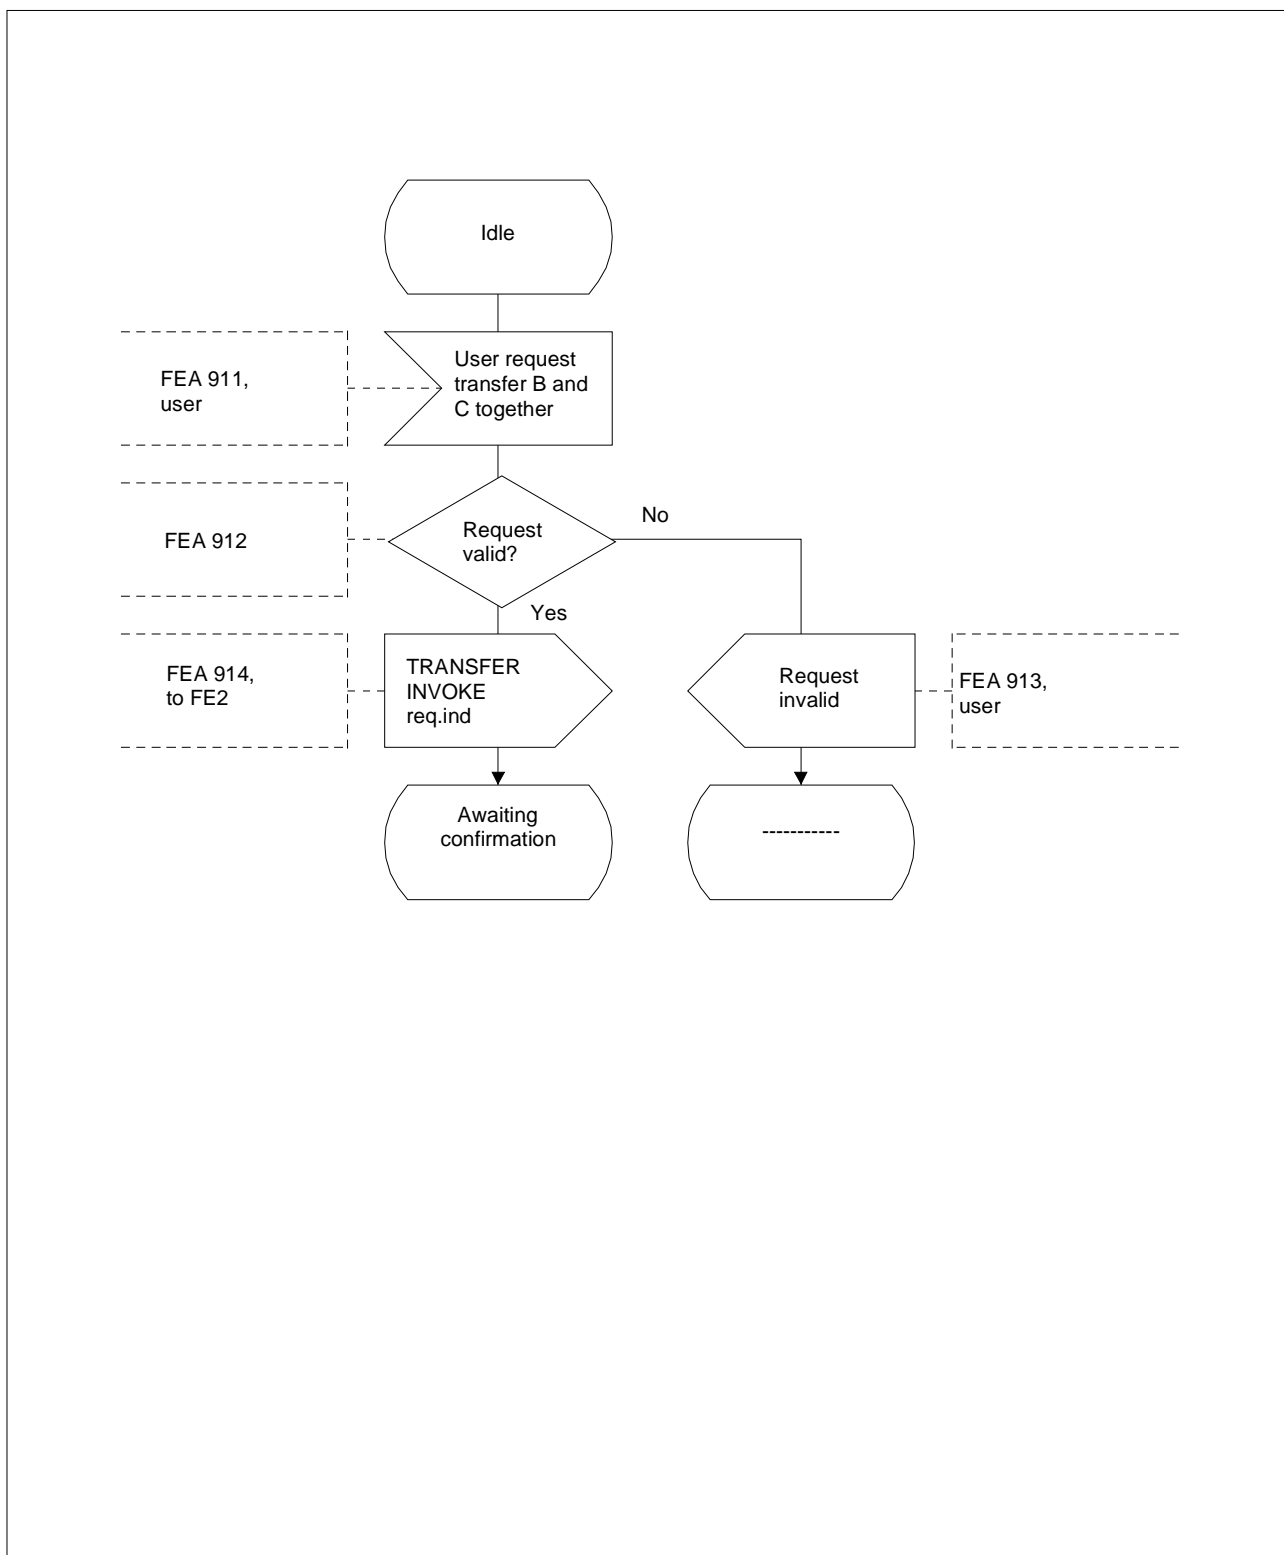 Idle
FEA 911,
user
User request
transfer B and
C together
FEA 912
Request
valid?
No
Yes
FEA 914,
to FE2
TRANSFER
INVOKE
req.ind
Request
invalid
FEA 913,
user
Awaiting
confirmation
-----------